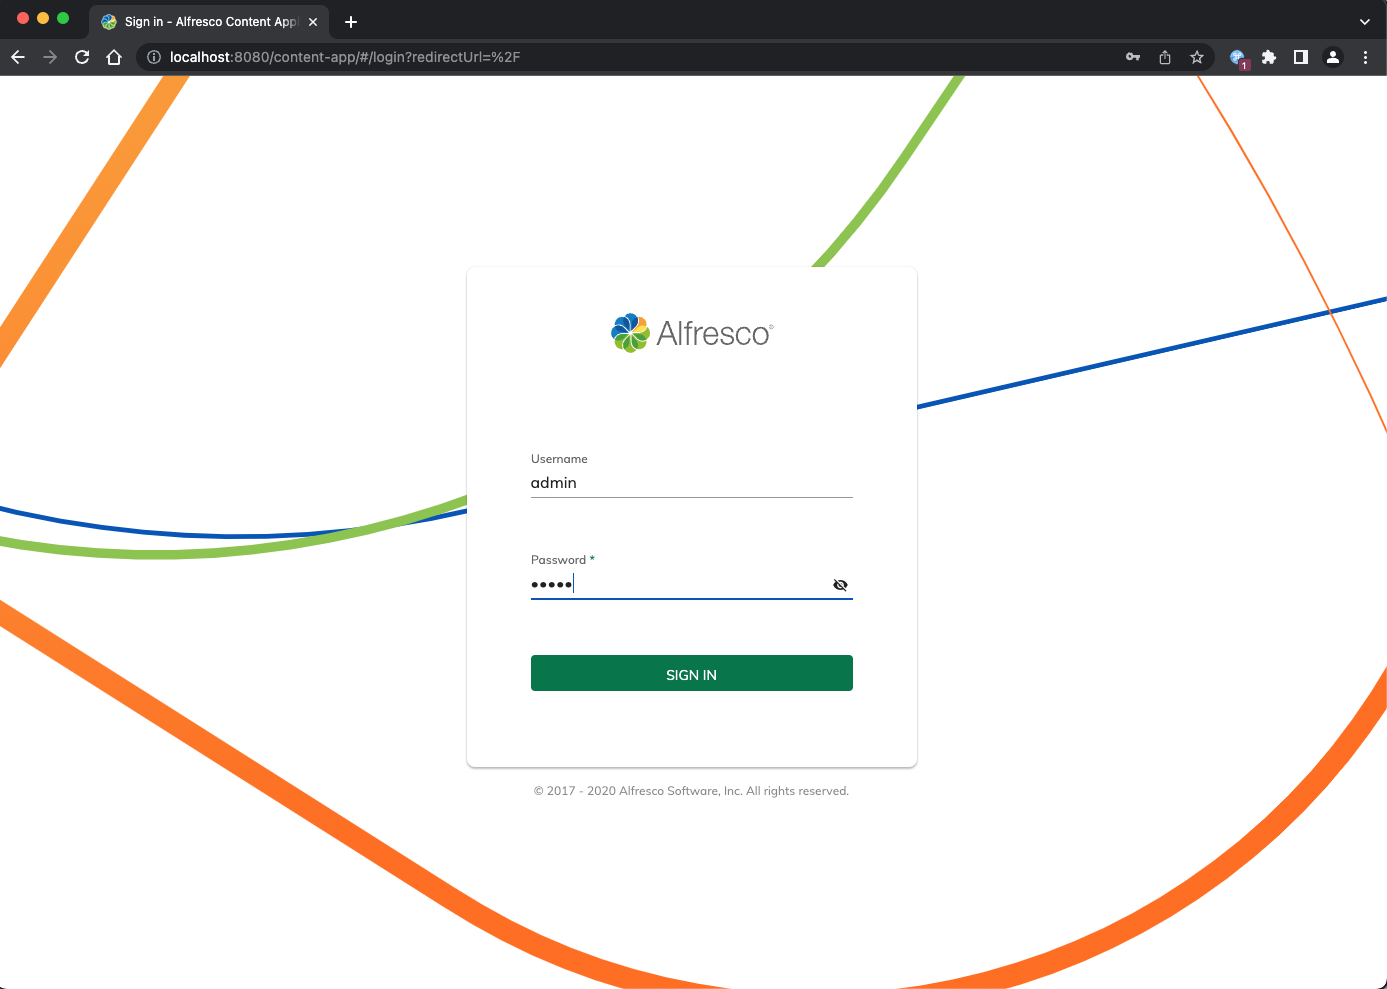 Sign in - Alfresco Content Appl
localhost:8080/content-app/#/login?redirectUrl=%2F
1
Alfresco®
Username
admin
Password *
•••••
SIGN IN
© 2017 - 2020 Alfresco Software, Inc. All rights reserved.